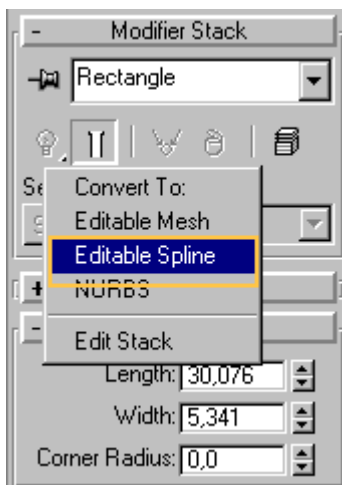 - Modifier Stack
Rectangle
Se
Convert To:
Editable Mesh
Editable Spline
NURBS
Edit Stack
Length: 30,076
Width: 5,341
Corner Radius: 0,0